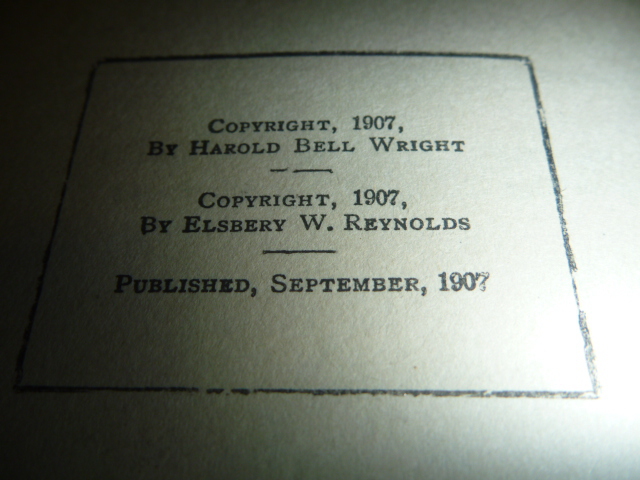 COPYRIGHT, 1907,
BY HAROLD BELL WRIGHT
COPYRIGHT, 1907,
BY ELSBERY W. REYNOLDS
PUBLISHED, SEPTEMBER, 1907